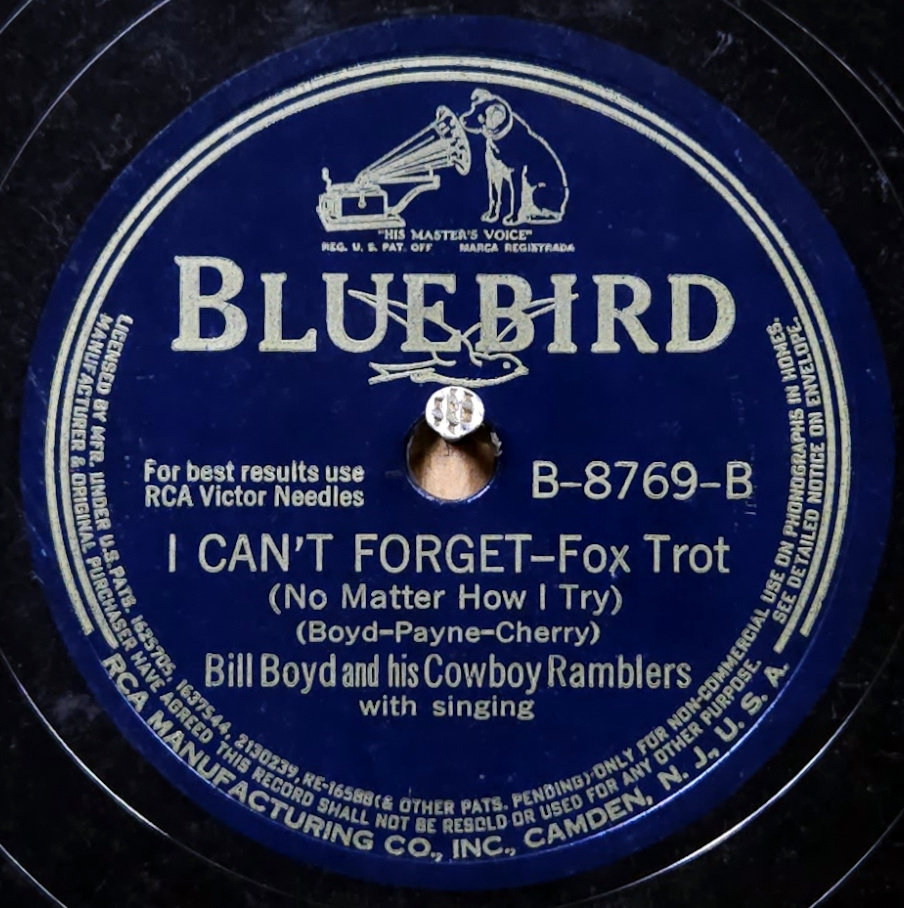 "HIS MASTER'S VOICE"
REG. U. S. PAT. OFF MARCA REGISTRADA
BLUEBIRD
For best results use
RCA Victor Needles
B-8769-B
I CAN'T FORGET-Fox Trot
(No Matter How I Try)
(Boyd-Payne-Cherry)
Bill Boyd and his Cowboy Ramblers
with singing
LICENSED BY MFR. UNDER U.S. PATS. 1625705, 1637544, 2130239, RE-16588 (& OTHER PATS. PENDING) ONLY FOR NON-COMMERCIAL USE ON PHONOGRAPHS IN HOMES.
MANUFACTURER & ORIGINAL PURCHASER HAVE AGREED THIS RECORD SHALL NOT BE RESOLD OR USED FOR ANY OTHER PURPOSE. SEE DETAILED NOTICE ON ENVELOPE.
RCA MANUFACTURING CO., INC., CAMDEN, N. J., U. S. A.